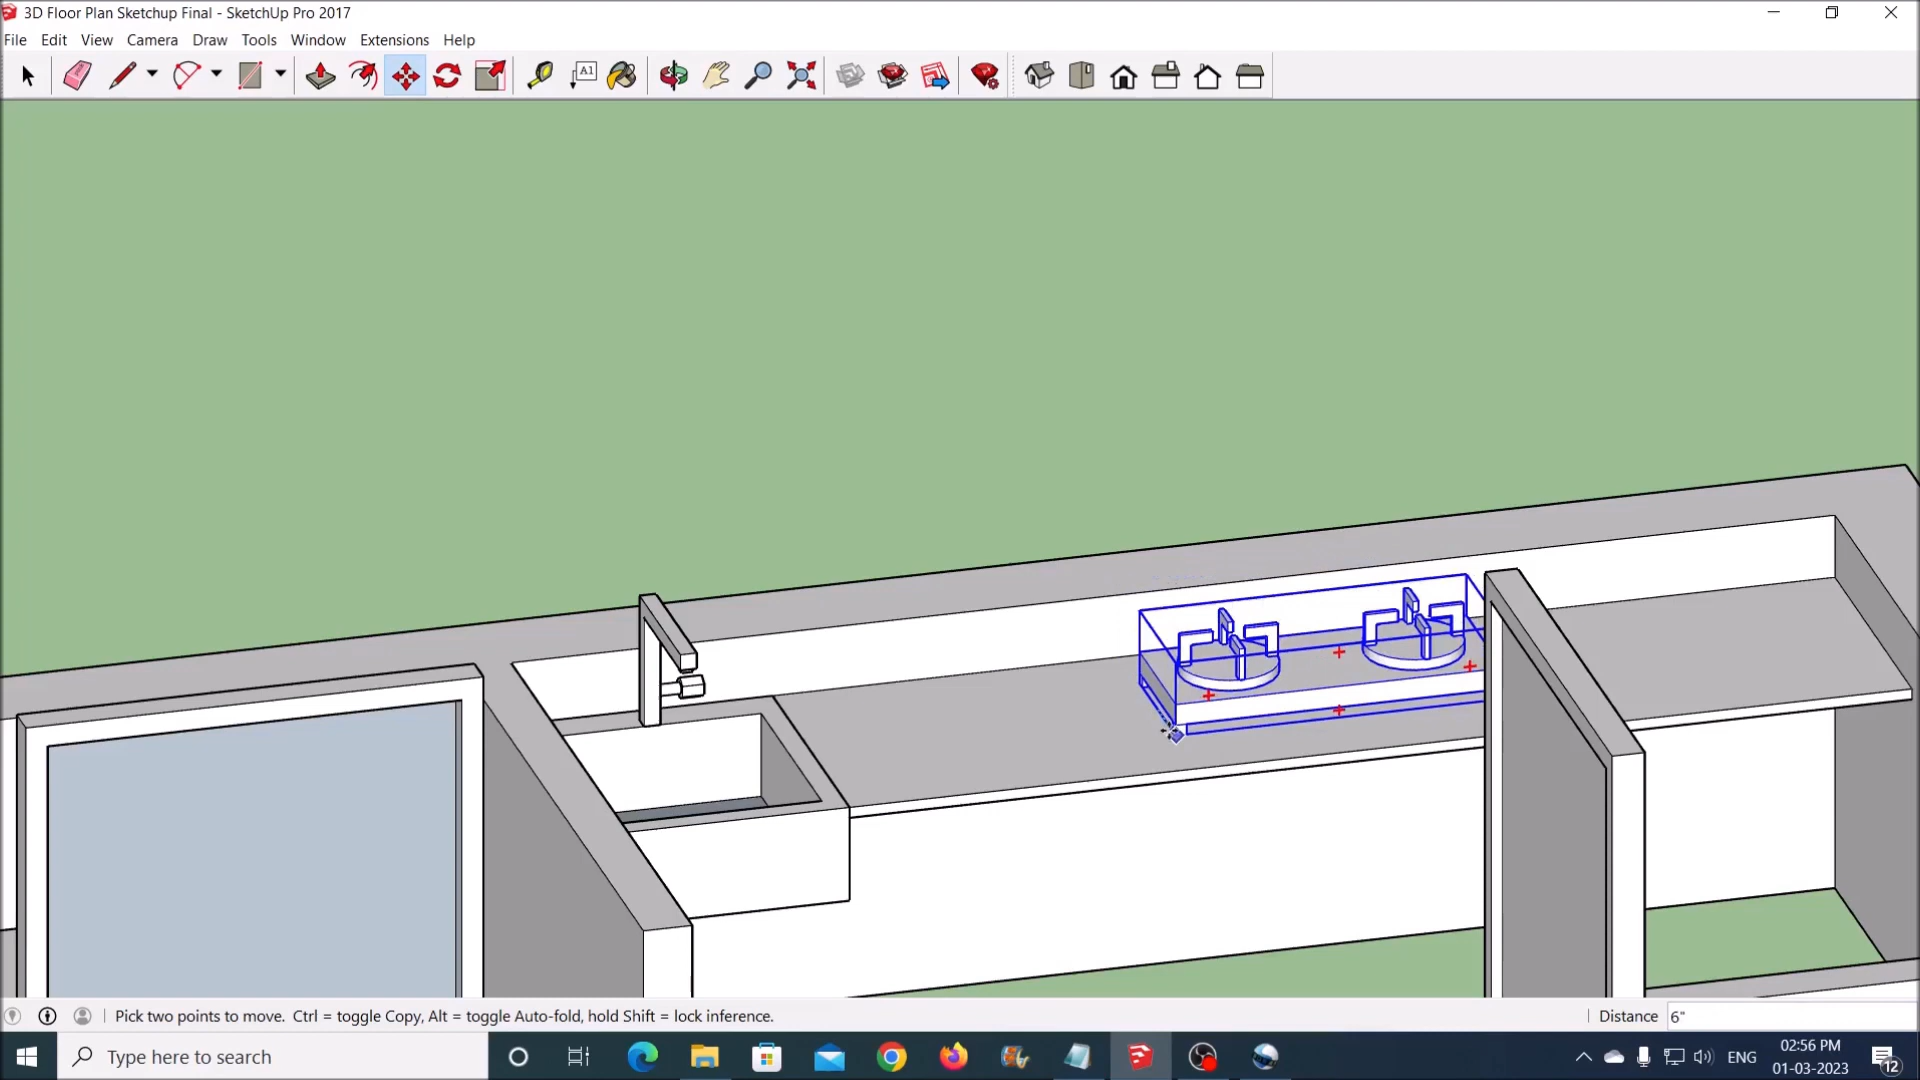 3D Floor Plan Sketchup Final - SketchUp Pro 2017
File Edit View Camera Draw Tools Window Extensions Help
A1
Pick two points to move. Ctrl = toggle Copy, Alt = toggle Auto-fold, hold Shift = lock inference.
Distance 6"
Type here to search
ENG
02:56 PM
01-03-2023
12